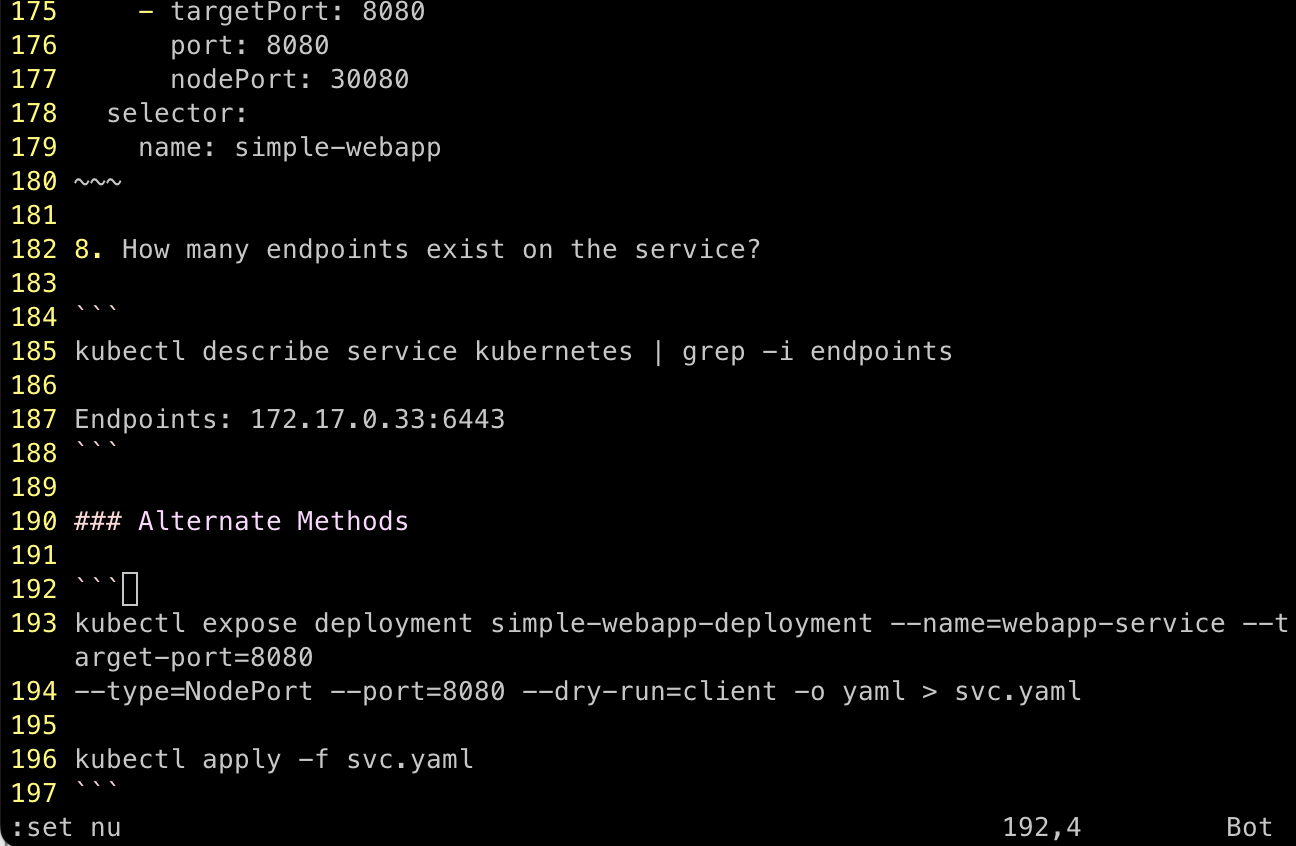 175     - targetPort: 8080
176       port: 8080
177       nodePort: 30080
178   selector:
179     name: simple-webapp
180 ~~~
181
182 8. How many endpoints exist on the service?
183
184 ```
185 kubectl describe service kubernetes | grep -i endpoints
186
187 Endpoints: 172.17.0.33:6443
188 ```
189
190 ### Alternate Methods
191
192 ```
193 kubectl expose deployment simple-webapp-deployment --name=webapp-service --t
    arget-port=8080
194 --type=NodePort --port=8080 --dry-run=client -o yaml > svc.yaml
195
196 kubectl apply -f svc.yaml
197 ```
:set nu                                                       192,4         Bot